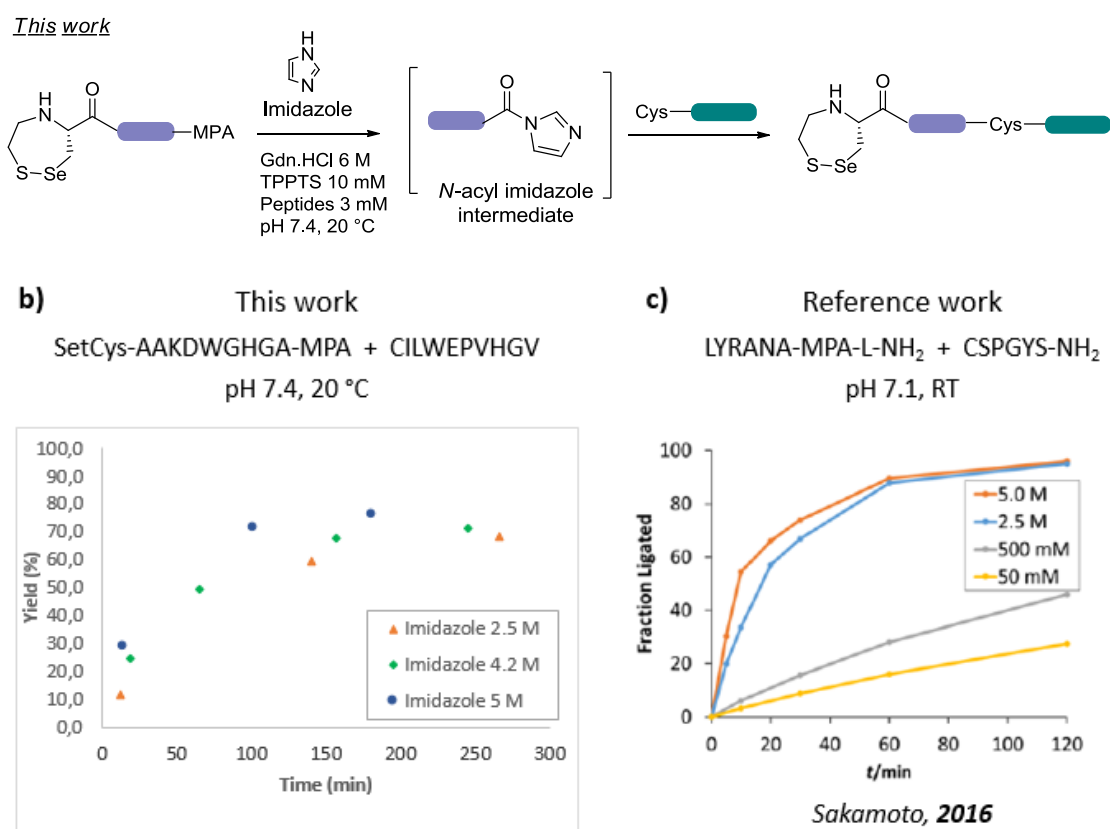 This work
H
N
N
Imidazole
Gdn.HCl 6 M
TPPTS 10 mM
Peptides 3 mM
pH 7.4, 20 °C
H
N
O
S
Se
MPA
O
N
N
N-acyl imidazole
intermediate
Cys
H
N
O
S
Se
Cys
b)
This work
SetCys-AAKDWGHGA-MPA + CILWEPVHGV
pH 7.4, 20 °C
Yield (%)
100,0
90,0
80,0
70,0
60,0
50,0
40,0
30,0
20,0
10,0
0,0
0
50
100
150
200
250
300
Time (min)
Imidazole 2.5 M
Imidazole 4.2 M
Imidazole 5 M
c)
Reference work
LYRANA-MPA-L-NH₂ + CSPGYS-NH₂
pH 7.1, RT
Fraction Ligated
100
80
60
40
20
0
0
20
40
60
80
100
120
t/min
5.0 M
2.5 M
500 mM
50 mM
Sakamoto, 2016